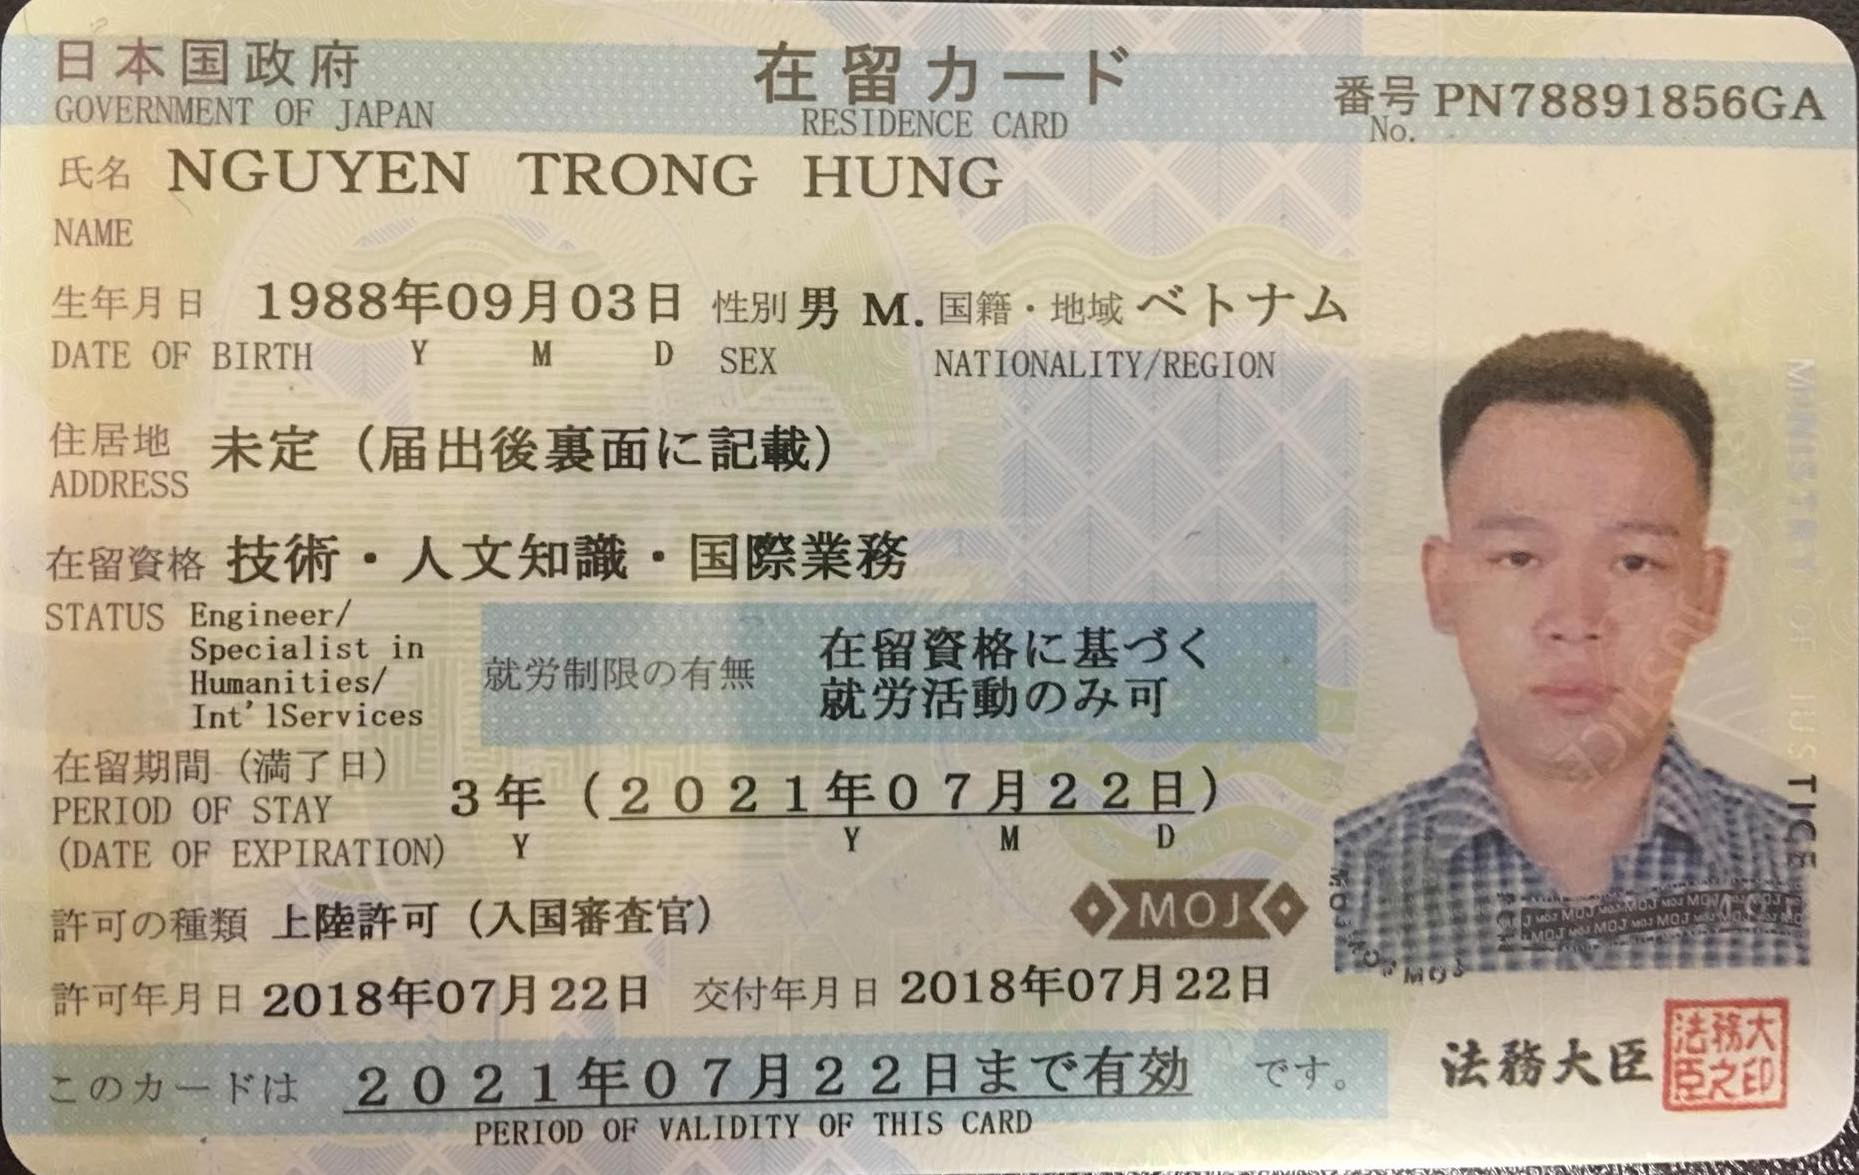 日本国政府 在留カード 番号 PN78891856GA
GOVERNMENT OF JAPAN RESIDENCE CARD No.
氏名 NGUYEN TRONG HUNG
NAME
生年月日 1988年09月03日 性別 男 M. 国籍・地域 ベトナム
DATE OF BIRTH Y M D SEX NATIONALITY/REGION
住居地 未定（届出後裏面に記載）
ADDRESS
在留資格 技術・人文知識・国際業務
STATUS Engineer/
Specialist in
Humanities/
Int'lServices
就労制限の有無 在留資格に基づく
就労活動のみ可
在留期間（満了日） 3年（2021年07月22日）
PERIOD OF STAY Y Y M D
(DATE OF EXPIRATION)
許可の種類 上陸許可（入国審査官）
MOJ
許可年月日 2018年07月22日 交付年月日 2018年07月22日
このカードは 2021年07月22日まで有効 です。
PERIOD OF VALIDITY OF THIS CARD
法務大臣
法務大臣之印
MINISTRY OF JUSTICE